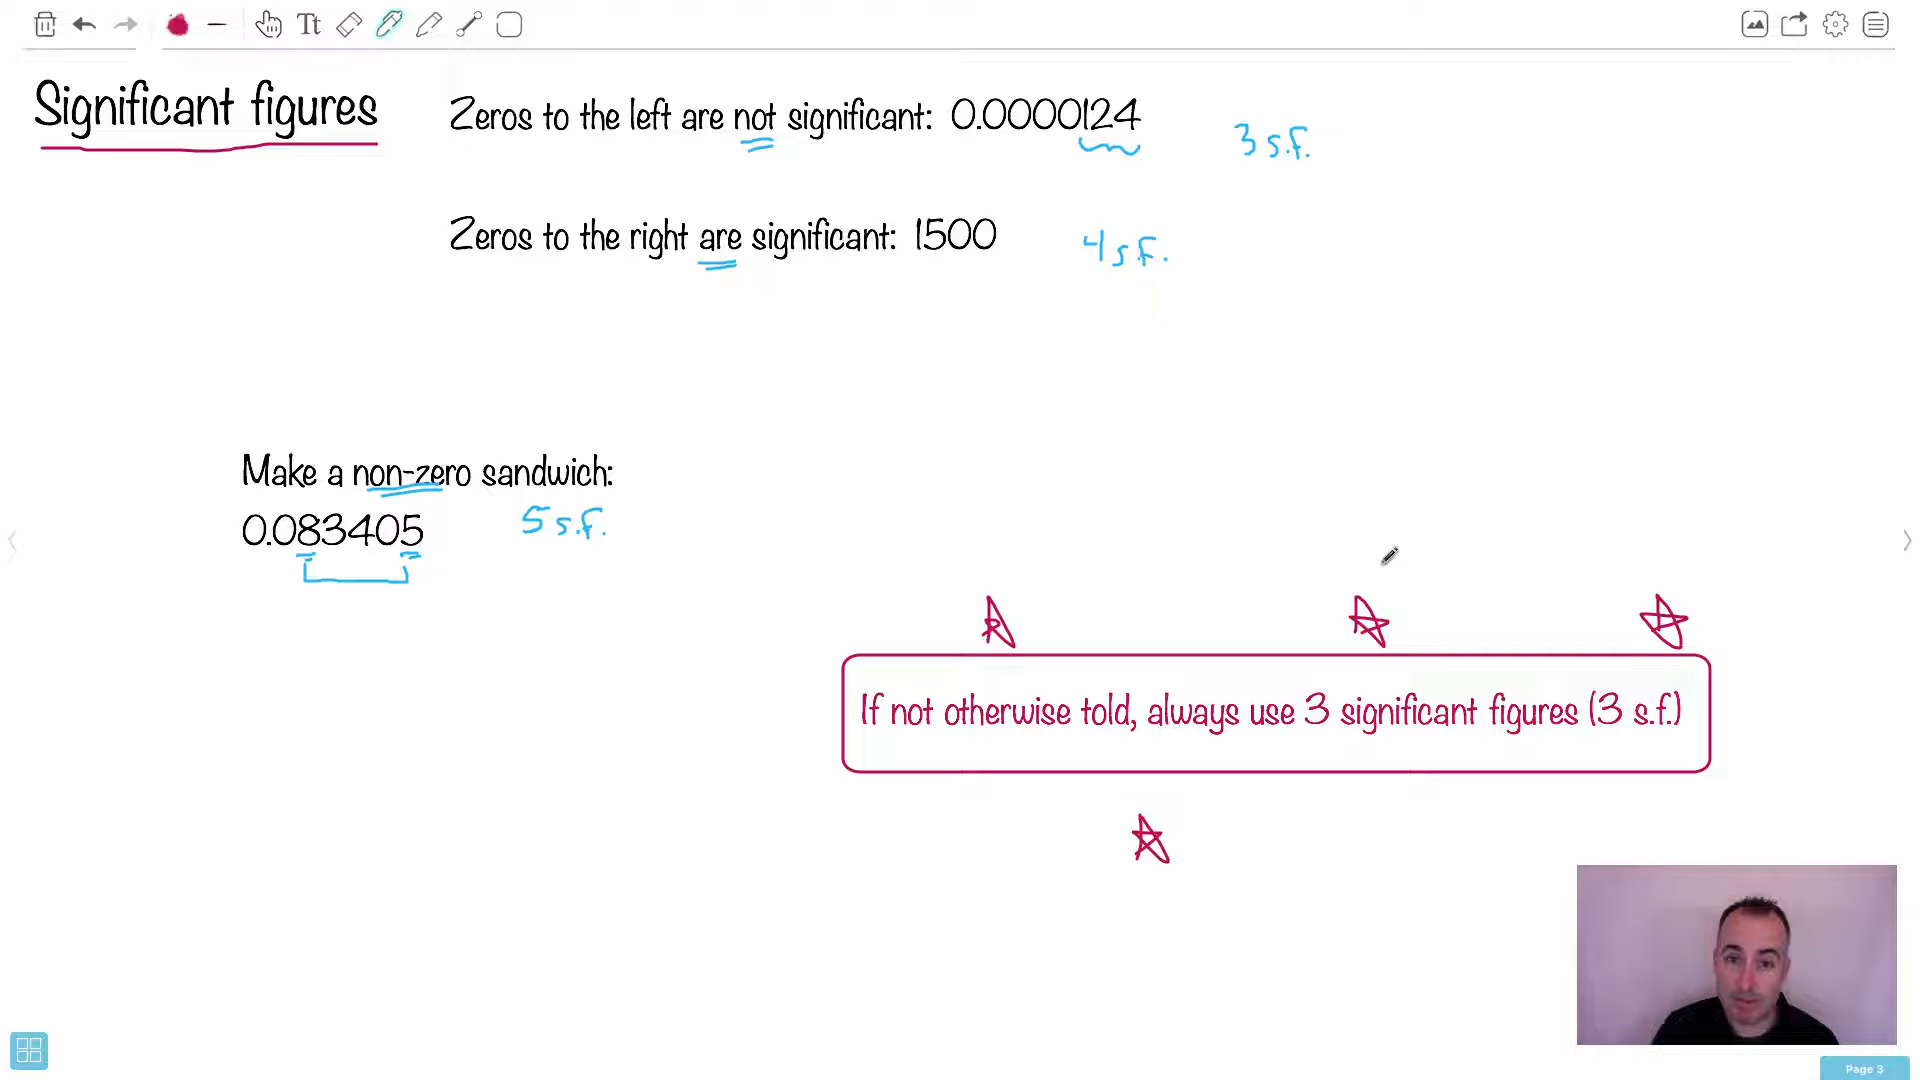 Tt
Significant figures
Zeros to the left are not significant: 0.0000124
3 s.f.
Zeros to the right are significant: 1500
4 s.f.
Make a non-zero sandwich:
0.083405
5 s.f.
If not otherwise told, always use 3 significant figures (3 s.f.)
Page 3